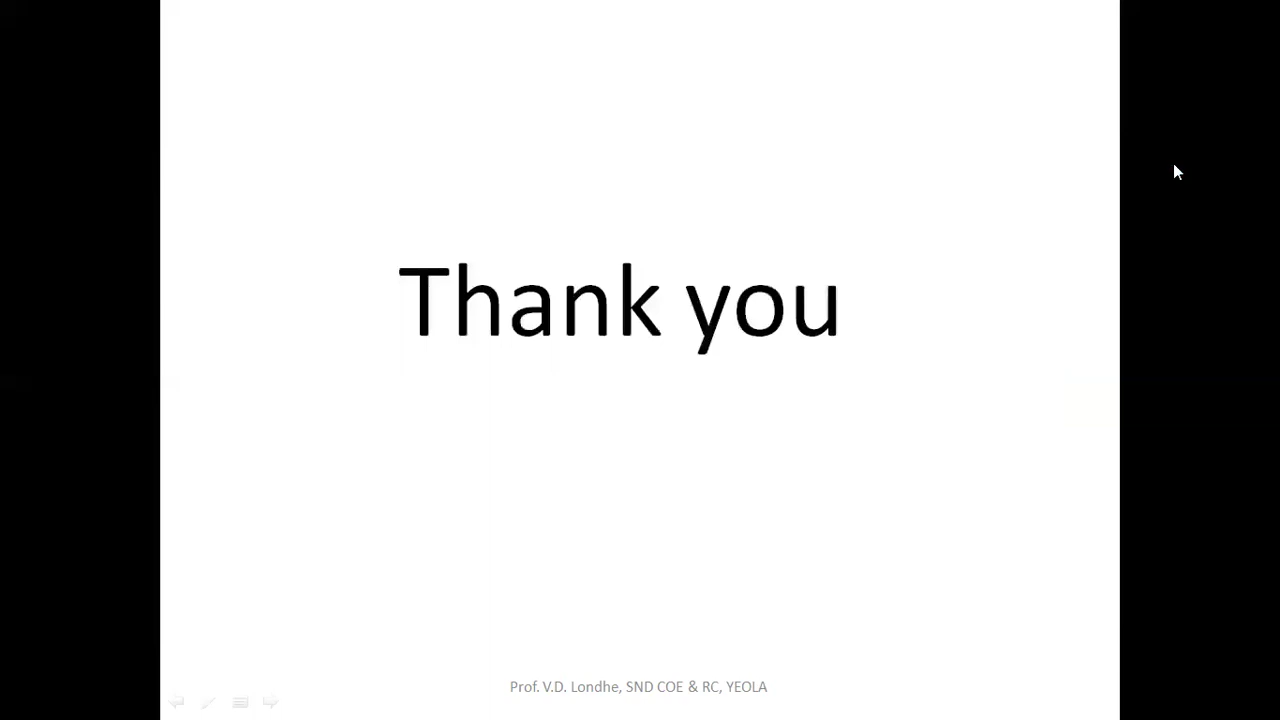 Thank you
Prof. V.D. Londhe, SND COE & RC, YEOLA